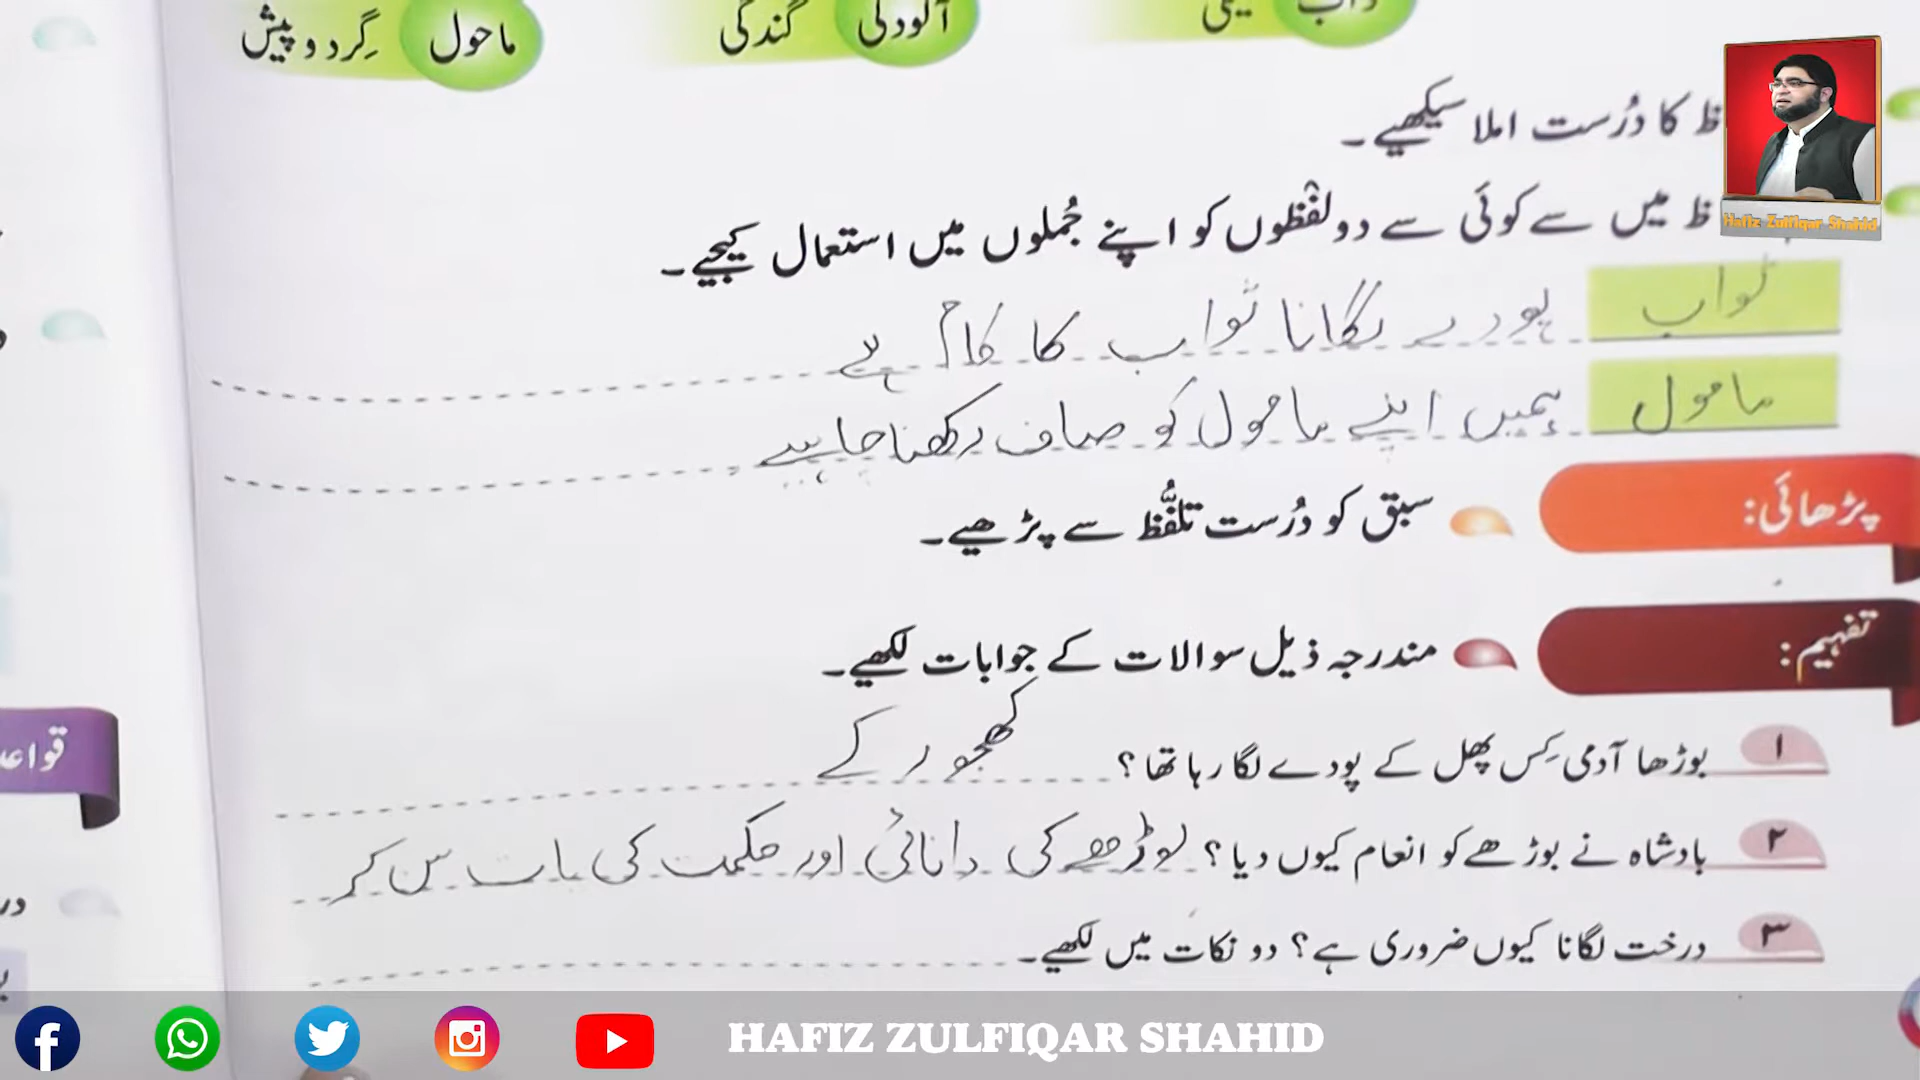 آلودگی گندگی ماحول گِرد و پیش
کا دُرست املا سیکھیے۔
میں سے کوئی سے دو لفظوں کو اپنے جُملوں میں استعمال کیجیے۔
ثواب پودے لگانا ثواب کا کام ہے
ماحول ہمیں اپنے ماحول کو صاف رکھنا چاہیے
پڑھائی: سبق کو دُرست تلفُّظ سے پڑھیے۔
تفہیم: مندرجہ ذیل سوالات کے جوابات لکھیے۔
۱ بوڑھا آدمی کِس پھل کے پودے لگا رہا تھا؟ کھجور کے
۲ بادشاہ نے بوڑھے کو انعام کیوں دیا؟ بوڑھے کی دانائی اور حکمت کی بات سن کر
۳ درخت لگانا کیوں ضروری ہے؟ دو نکات میں لکھیے۔
Hafiz Zulfiqar Shahid
HAFIZ ZULFIQAR SHAHID